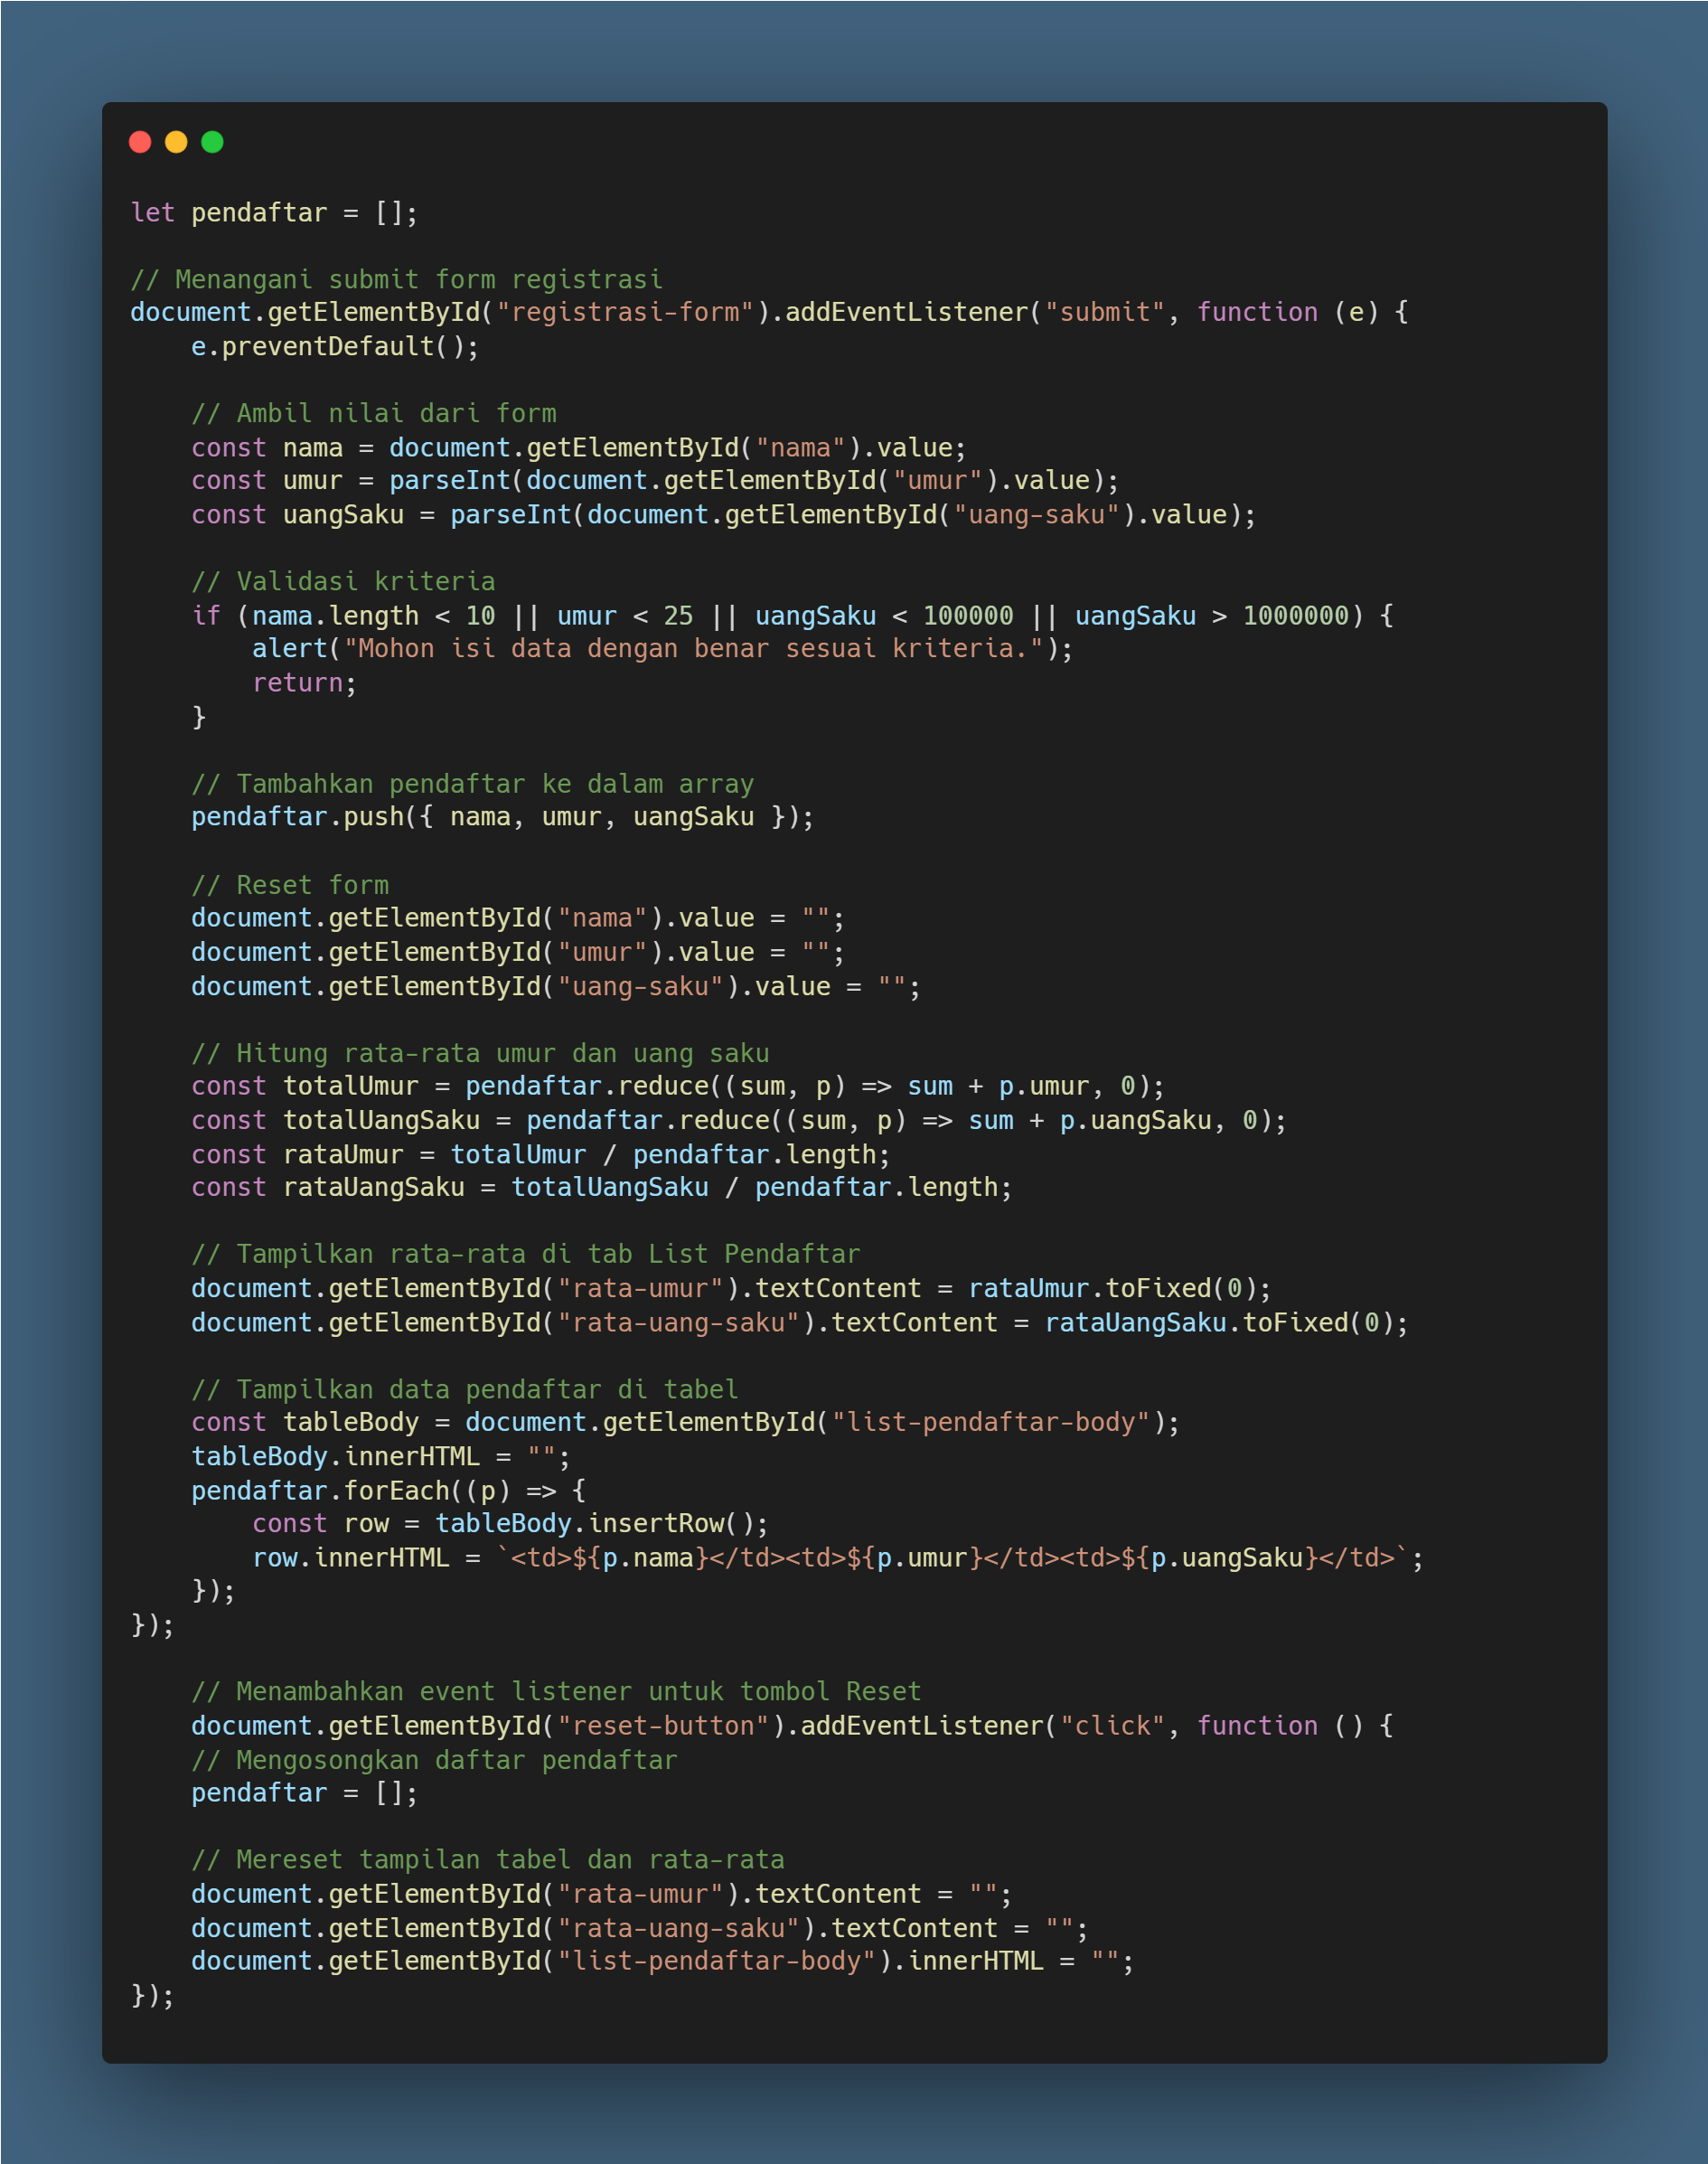 let pendaftar = [];

// Menangani submit form registrasi
document.getElementById("registrasi-form").addEventListener("submit", function (e) {
    e.preventDefault();

    // Ambil nilai dari form
    const nama = document.getElementById("nama").value;
    const umur = parseInt(document.getElementById("umur").value);
    const uangSaku = parseInt(document.getElementById("uang-saku").value);

    // Validasi kriteria
    if (nama.length < 10 || umur < 25 || uangSaku < 100000 || uangSaku > 1000000) {
        alert("Mohon isi data dengan benar sesuai kriteria.");
        return;
    }

    // Tambahkan pendaftar ke dalam array
    pendaftar.push({ nama, umur, uangSaku });

    // Reset form
    document.getElementById("nama").value = "";
    document.getElementById("umur").value = "";
    document.getElementById("uang-saku").value = "";

    // Hitung rata-rata umur dan uang saku
    const totalUmur = pendaftar.reduce((sum, p) => sum + p.umur, 0);
    const totalUangSaku = pendaftar.reduce((sum, p) => sum + p.uangSaku, 0);
    const rataUmur = totalUmur / pendaftar.length;
    const rataUangSaku = totalUangSaku / pendaftar.length;

    // Tampilkan rata-rata di tab List Pendaftar
    document.getElementById("rata-umur").textContent = rataUmur.toFixed(0);
    document.getElementById("rata-uang-saku").textContent = rataUangSaku.toFixed(0);

    // Tampilkan data pendaftar di tabel
    const tableBody = document.getElementById("list-pendaftar-body");
    tableBody.innerHTML = "";
    pendaftar.forEach((p) => {
        const row = tableBody.insertRow();
        row.innerHTML = `<td>${p.nama}</td><td>${p.umur}</td><td>${p.uangSaku}</td>`;
    });
});

    // Menambahkan event listener untuk tombol Reset
    document.getElementById("reset-button").addEventListener("click", function () {
    // Mengosongkan daftar pendaftar
    pendaftar = [];

    // Mereset tampilan tabel dan rata-rata
    document.getElementById("rata-umur").textContent = "";
    document.getElementById("rata-uang-saku").textContent = "";
    document.getElementById("list-pendaftar-body").innerHTML = "";
});